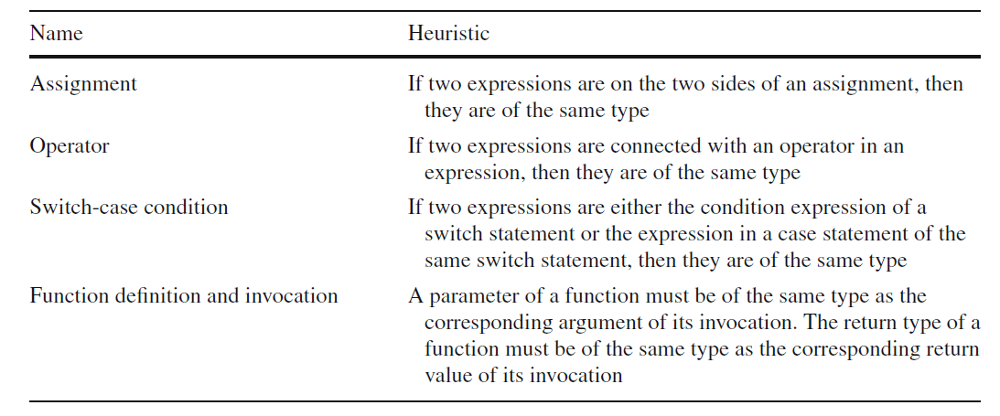 Name Heuristic
Assignment If two expressions are on the two sides of an assignment, then
they are of the same type
Operator If two expressions are connected with an operator in an
expression, then they are of the same type
Switch-case condition If two expressions are either the condition expression of a
switch statement or the expression in a case statement of the
same switch statement, then they are of the same type
Function definition and invocation A parameter of a function must be of the same type as the
corresponding argument of its invocation. The return type of a
function must be of the same type as the corresponding return
value of its invocation